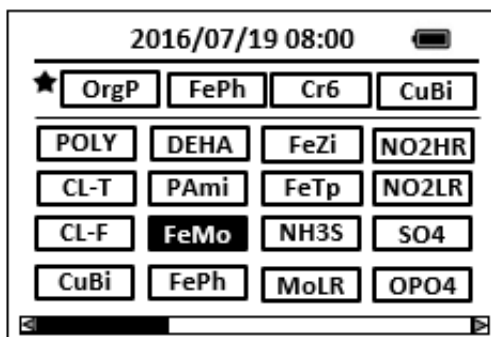 2016/07/19 08:00
OrgP FePh Cr6 CuBi
POLY DEHA FeZi NO2HR
CL-T PAmi FeTp NO2LR
CL-F FeMo NH3S SO4
CuBi FePh MoLR OPO4